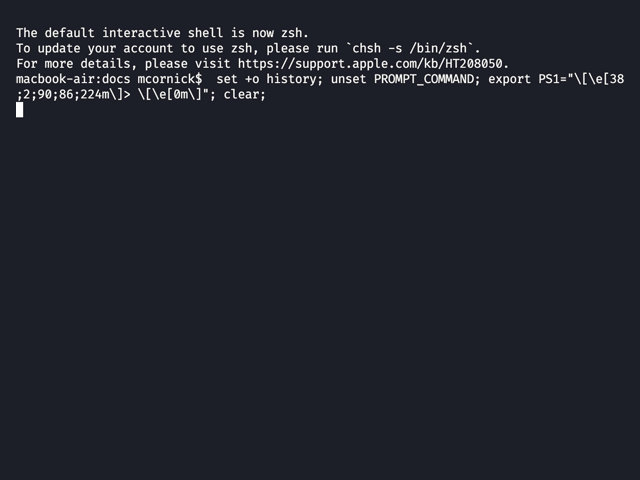 The default interactive shell is now zsh.
To update your account to use zsh, please run `chsh -s /bin/zsh`.
For more details, please visit https://support.apple.com/kb/HT208050.
macbook-air:docs mcornick$  set +o history; unset PROMPT_COMMAND; export PS1="\[\e[38
;2;90;86;224m\]> \[\e[0m\]"; clear;